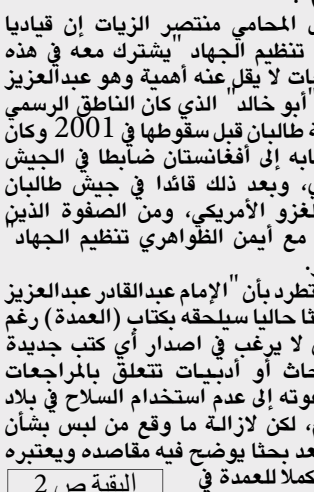 المحامي منتصر الزيات إن قياديا
تنظيم الجهاد "يشترك معه في هذه
يات لا يقل عنه أهمية وهو عبدالعزيز
"أبو خالد" الذي كان الناطق الرسمي
ة طالبان قبل سقوطها في 2001 وكان
ابه إلى أفغانستان ضابطا في الجيش
ي، وبعد ذلك قائدا في جيش طالبان
لغزو الأمريكي، ومن الصفوة الذين
مع أيمن الظواهري تنظيم الجهاد"
تطرد بأن "الإمام عبدالقادر عبدالعزيز
ثا حاليا سيلحقه بكتاب (العمدة) رغم
ن لا يرغب في اصدار أي كتب جديدة
حاث أو أدبيات تتعلق بالمراجعات
عوته إلى عدم استخدام السلاح في بلاد
م، لكن لازالة ما وقع من لبس بشأن
عد بحثا يوضح فيه مقاصده ويعتبره
كملا للعمدة في
البقية ص 2